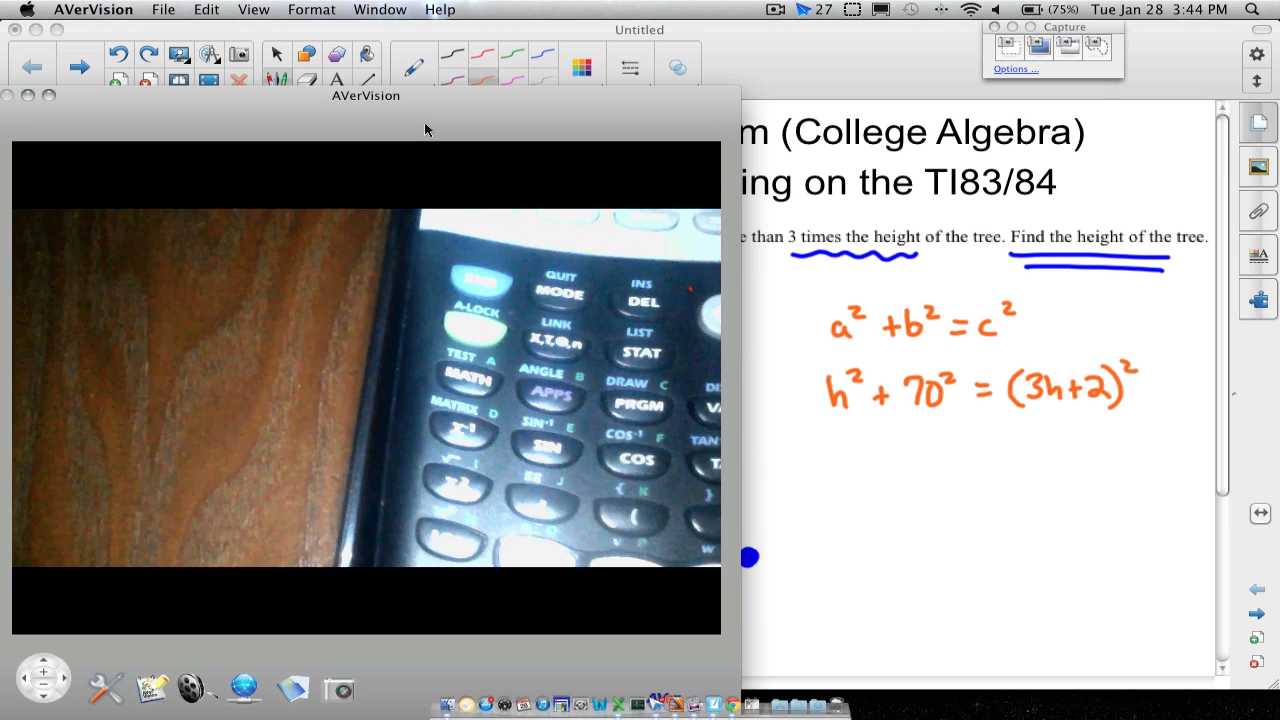 AVerVision File Edit View Format Window Help 27 (75%) Tue Jan 28 3:44 PM
Untitled
Capture
Options ...
AVerVision
m (College Algebra)
ing on the TI83/84
e than 3 times the height of the tree. Find the height of the tree.
a² + b² = c²
h² + 70² = (3h+2)²
QUIT INS
MODE DEL
A-LOCK LINK LIST
X,T,Θ,n STAT
TEST A ANGLE B DRAW C
MATH APPS PRGM
MATRIX D SIN⁻¹ E COS⁻¹ F TAN
SIN COS